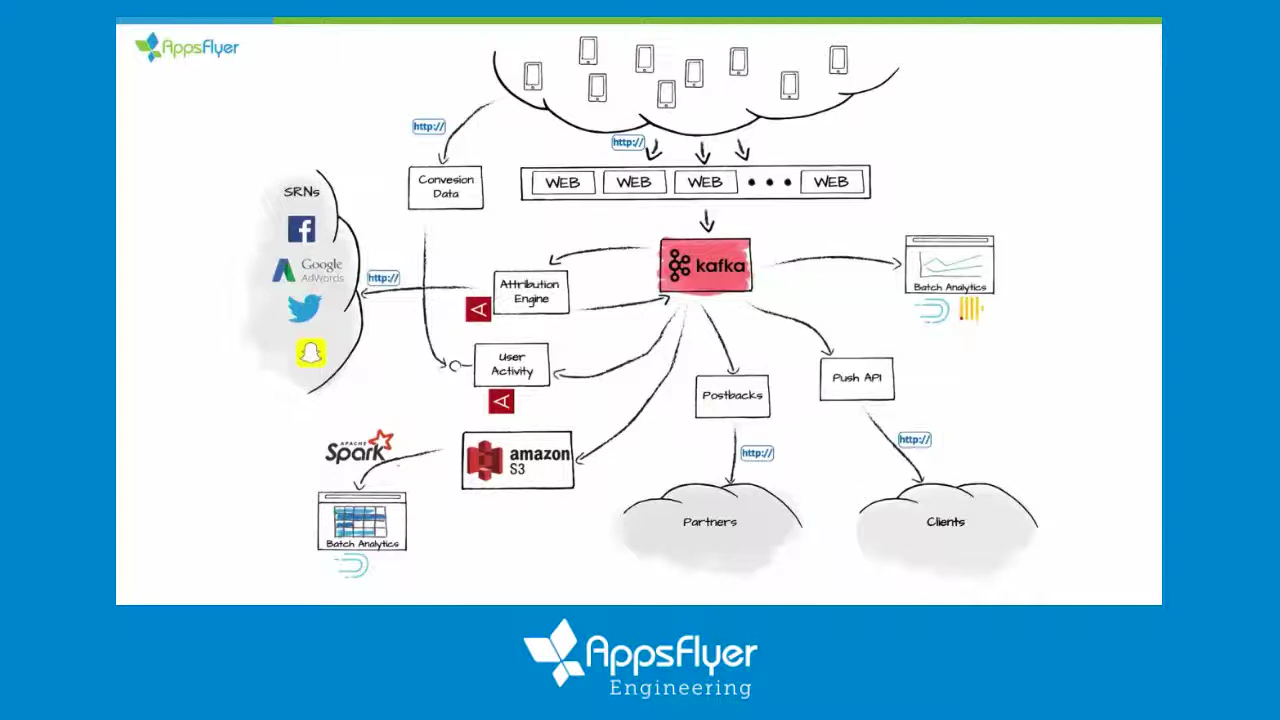 AppsFlyer
http://
http://
Convesion
Data
WEB
WEB
WEB
WEB
SRNs
Google
AdWords
http://
Attribution
Engine
kafka
Batch Analytics
User
Activity
Postbacks
Push API
APACHE
Spark
amazon
S3
http://
http://
Batch Analytics
Partners
Clients
AppsFlyer
Engineering